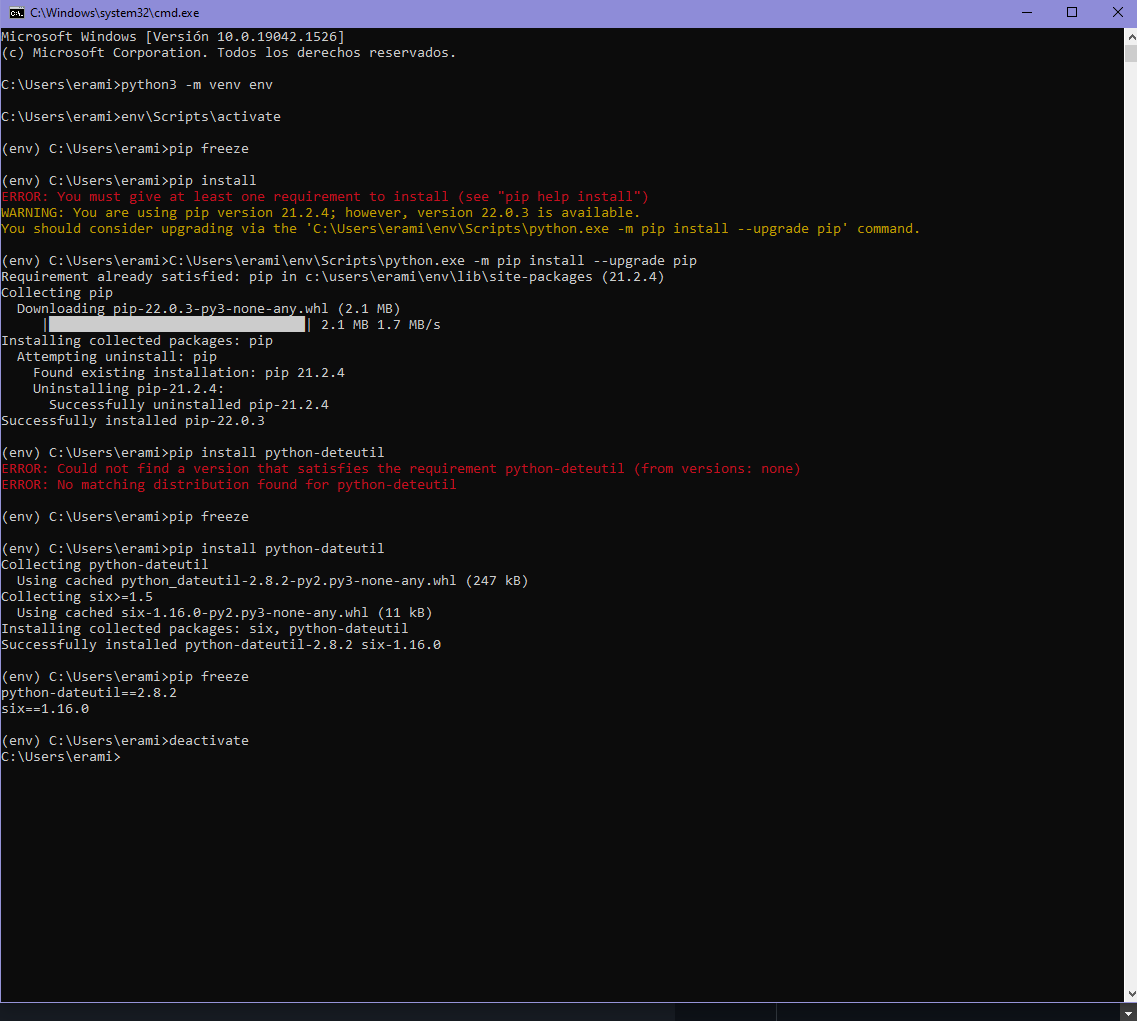 C:\Windows\system32\cmd.exe
Microsoft Windows [Versión 10.0.19042.1526]
(c) Microsoft Corporation. Todos los derechos reservados.
C:\Users\erami>python3 -m venv env
C:\Users\erami>env\Scripts\activate
(env) C:\Users\erami>pip freeze
(env) C:\Users\erami>pip install
ERROR: You must give at least one requirement to install (see "pip help install")
WARNING: You are using pip version 21.2.4; however, version 22.0.3 is available.
You should consider upgrading via the 'C:\Users\erami\env\Scripts\python.exe -m pip install --upgrade pip' command.
(env) C:\Users\erami>C:\Users\erami\env\Scripts\python.exe -m pip install --upgrade pip
Requirement already satisfied: pip in c:\users\erami\env\lib\site-packages (21.2.4)
Collecting pip
  Downloading pip-22.0.3-py3-none-any.whl (2.1 MB)
     |████████████████████████████████| 2.1 MB 1.7 MB/s
Installing collected packages: pip
  Attempting uninstall: pip
    Found existing installation: pip 21.2.4
    Uninstalling pip-21.2.4:
      Successfully uninstalled pip-21.2.4
Successfully installed pip-22.0.3
(env) C:\Users\erami>pip install python-deteutil
ERROR: Could not find a version that satisfies the requirement python-deteutil (from versions: none)
ERROR: No matching distribution found for python-deteutil
(env) C:\Users\erami>pip freeze
(env) C:\Users\erami>pip install python-dateutil
Collecting python-dateutil
  Using cached python_dateutil-2.8.2-py2.py3-none-any.whl (247 kB)
Collecting six>=1.5
  Using cached six-1.16.0-py2.py3-none-any.whl (11 kB)
Installing collected packages: six, python-dateutil
Successfully installed python-dateutil-2.8.2 six-1.16.0
(env) C:\Users\erami>pip freeze
python-dateutil==2.8.2
six==1.16.0
(env) C:\Users\erami>deactivate
C:\Users\erami>